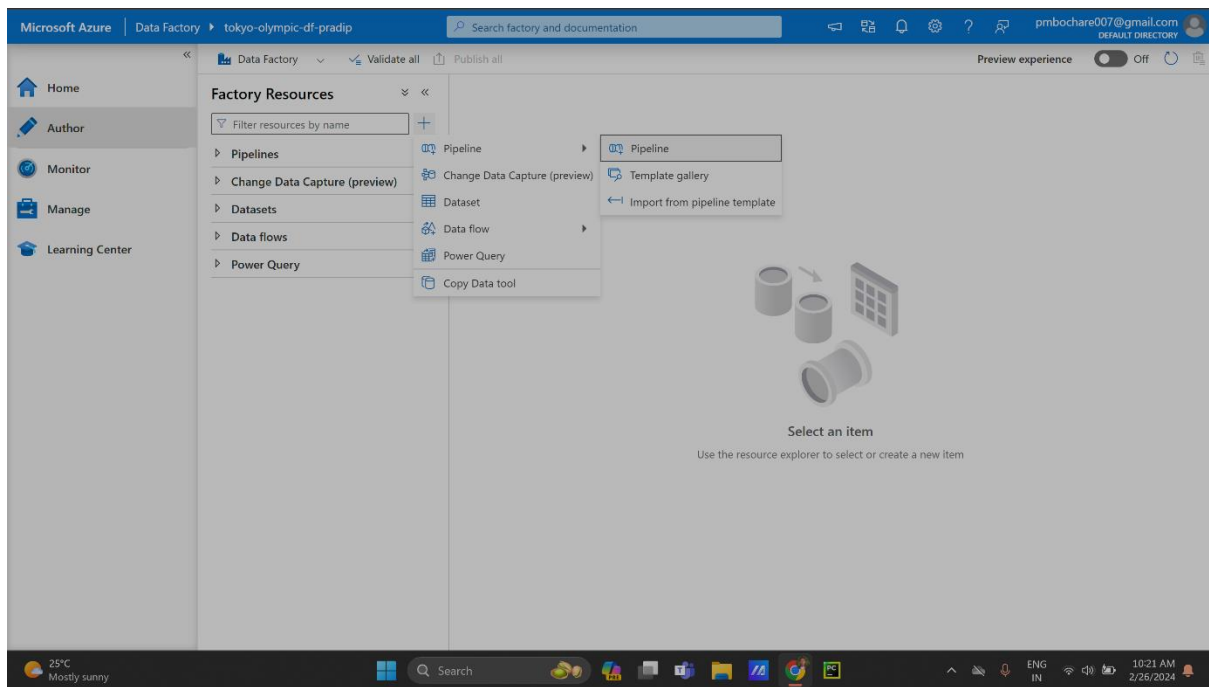 Microsoft Azure | Data Factory ▸ tokyo-olympic-df-pradip
Search factory and documentation
pmbochare007@gmail.com
DEFAULT DIRECTORY
Data Factory
Validate all
Publish all
Preview experience
Off
Home
Author
Monitor
Manage
Learning Center
Factory Resources
Filter resources by name
Pipelines
Change Data Capture (preview)
Datasets
Data flows
Power Query
Pipeline
Change Data Capture (preview)
Dataset
Data flow
Power Query
Copy Data tool
Pipeline
Template gallery
Import from pipeline template
Select an item
Use the resource explorer to select or create a new item
25°C
Mostly sunny
Search
PRE
PC
ENG
IN
10:21 AM
2/26/2024